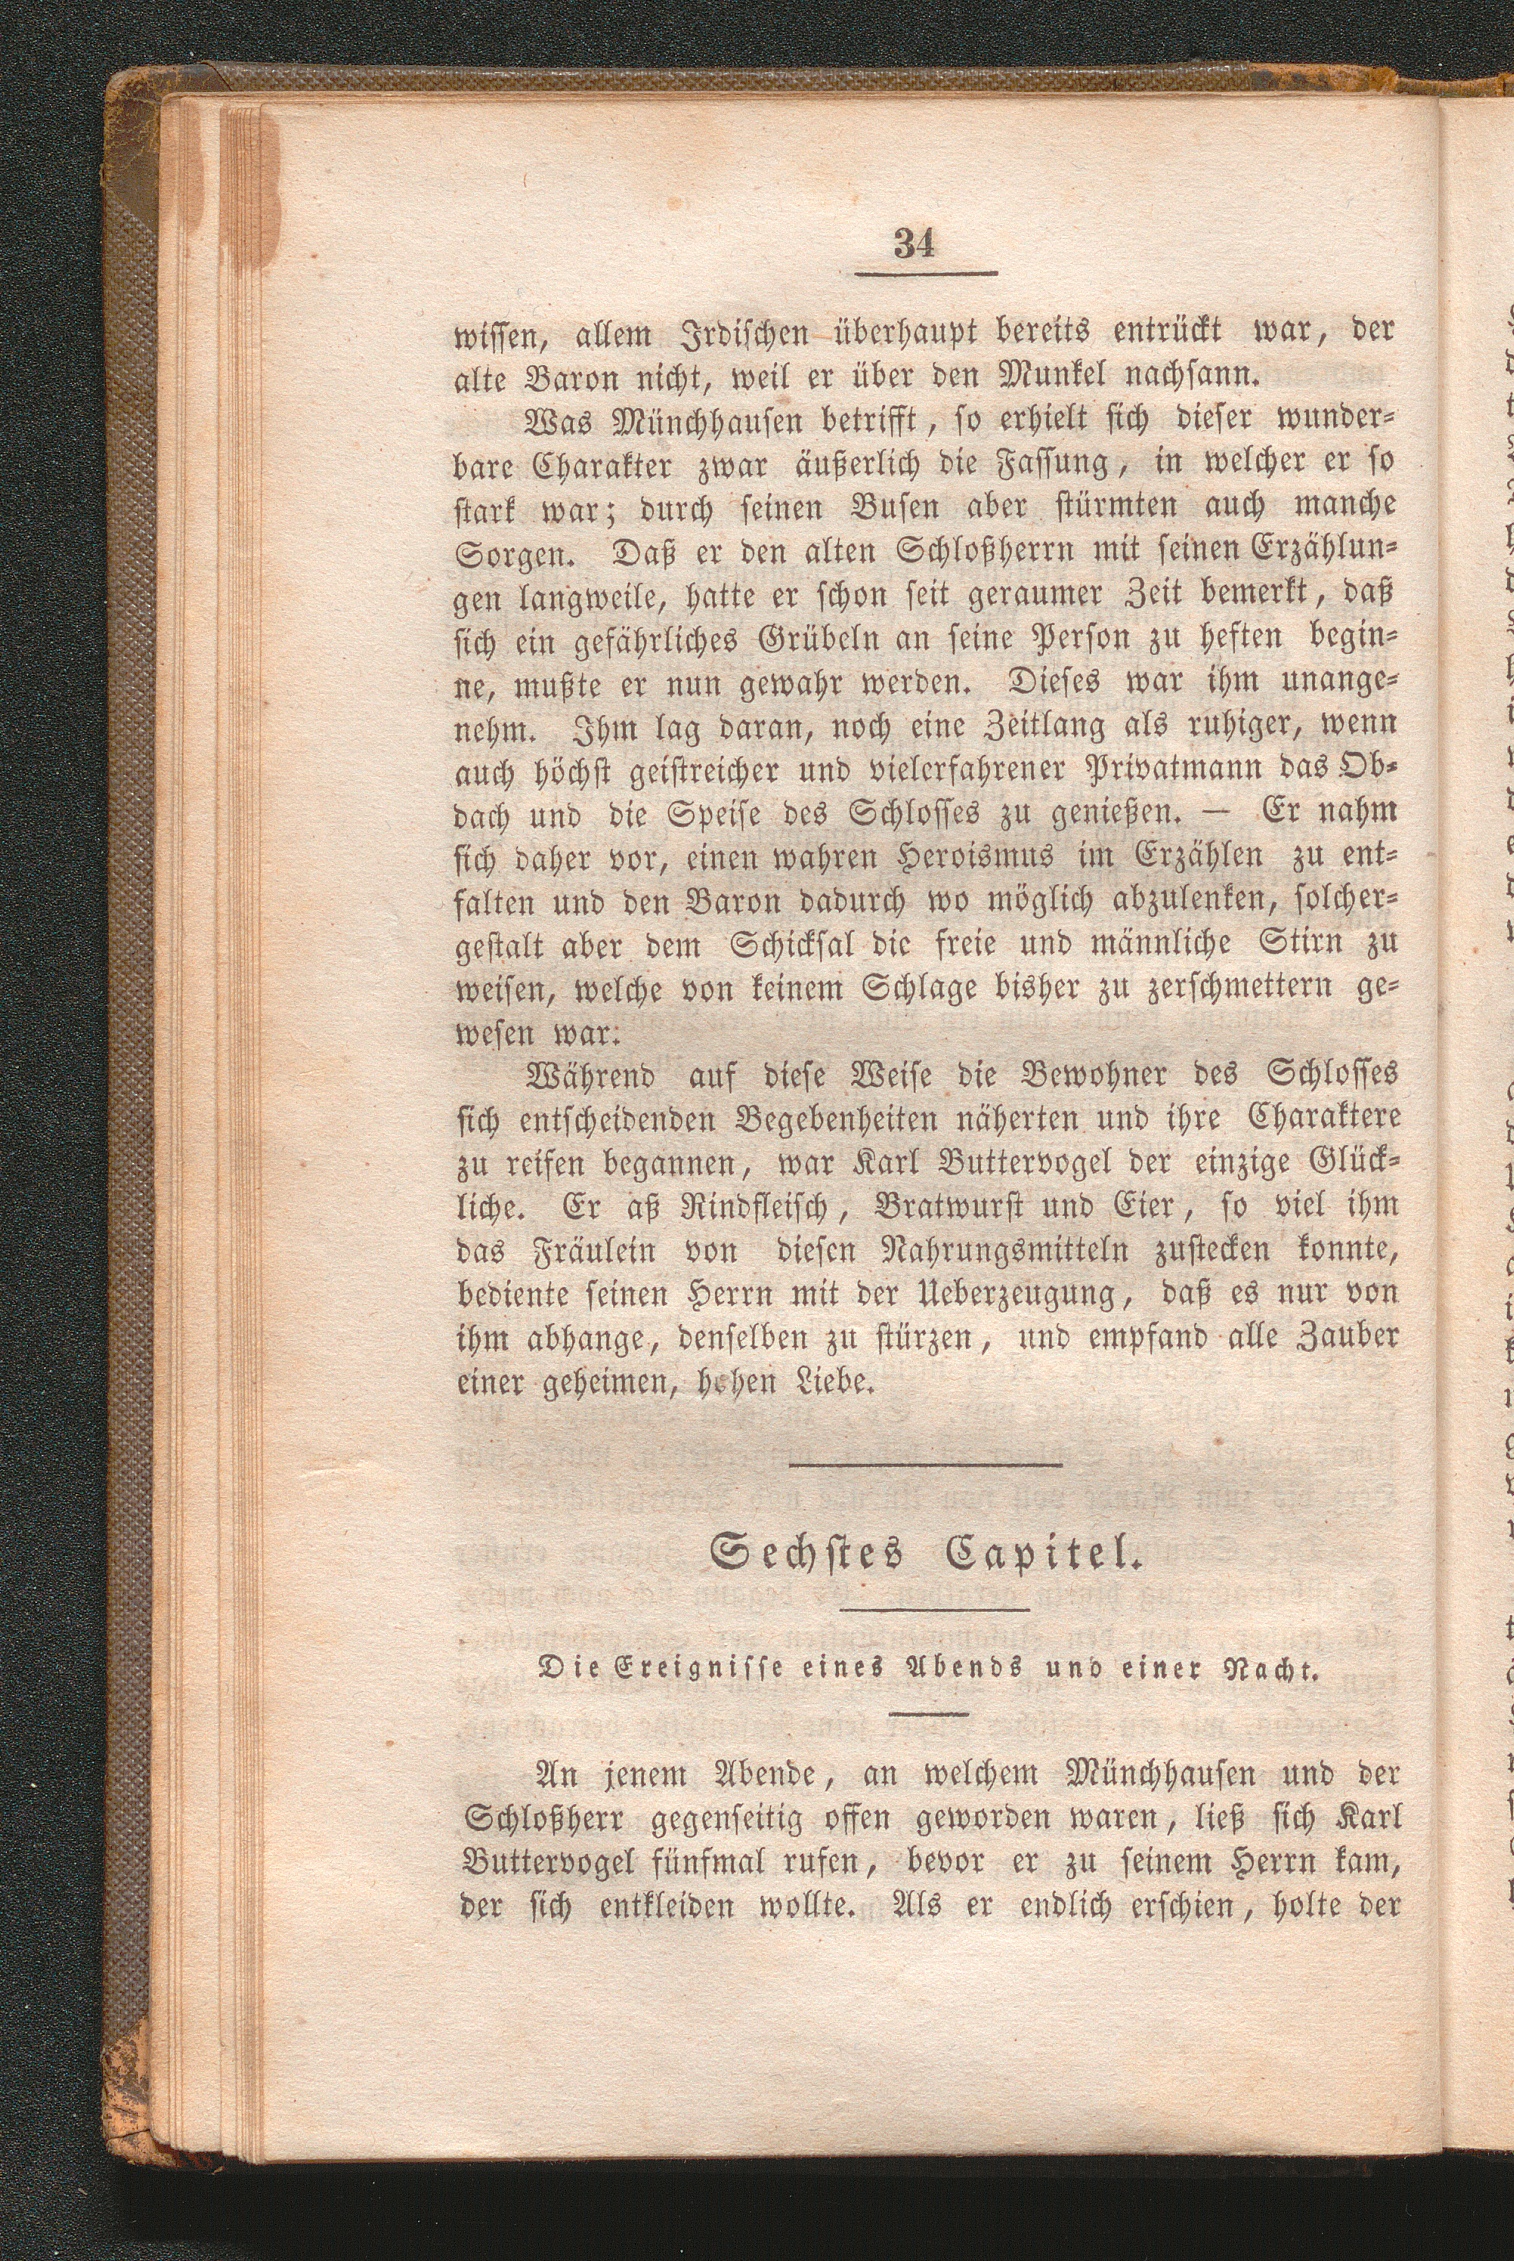 34
wissen, allem Irdischen überhaupt bereits entrückt war, der
alte Baron nicht, weil er über den Munkel nachsann.
Was Münchhausen betrifft, so erhielt sich dieser wunder-
bare Charakter zwar äußerlich die Fassung, in welcher er so
stark war; durch seinen Busen aber stürmten auch manche
Sorgen. Daß er den alten Schloßherrn mit seinen Erzählun-
gen langweile, hatte er schon seit geraumer Zeit bemerkt, daß
sich ein gefährliches Grübeln an seine Person zu heften begin-
ne, mußte er nun gewahr werden. Dieses war ihm unange-
nehm. Ihm lag daran, noch eine Zeitlang als ruhiger, wenn
auch höchst geistreicher und vielerfahrener Privatmann das Ob-
dach und die Speise des Schlosses zu genießen. — Er nahm
sich daher vor, einen wahren Heroismus im Erzählen zu ent-
falten und den Baron dadurch wo möglich abzulenken, solcher-
gestalt aber dem Schicksal die freie und männliche Stirn zu
weisen, welche von keinem Schlage bisher zu zerschmettern ge-
wesen war.
Während auf diese Weise die Bewohner des Schlosses
sich entscheidenden Begebenheiten näherten und ihre Charaktere
zu reifen begannen, war Karl Buttervogel der einzige Glück-
liche. Er aß Rindfleisch, Bratwurst und Eier, so viel ihm
das Fräulein von diesen Nahrungsmitteln zustecken konnte,
bediente seinen Herrn mit der Ueberzeugung, daß es nur von
ihm abhange, denselben zu stürzen, und empfand alle Zauber
einer geheimen, hohen Liebe.
Sechstes Capitel.
Die Ereignisse eines Abends und einer Nacht.
An jenem Abende, an welchem Münchhausen und der
Schloßherr gegenseitig offen geworden waren, ließ sich Karl
Buttervogel fünfmal rufen, bevor er zu seinem Herrn kam,
der sich entkleiden wollte. Als er endlich erschien, holte der